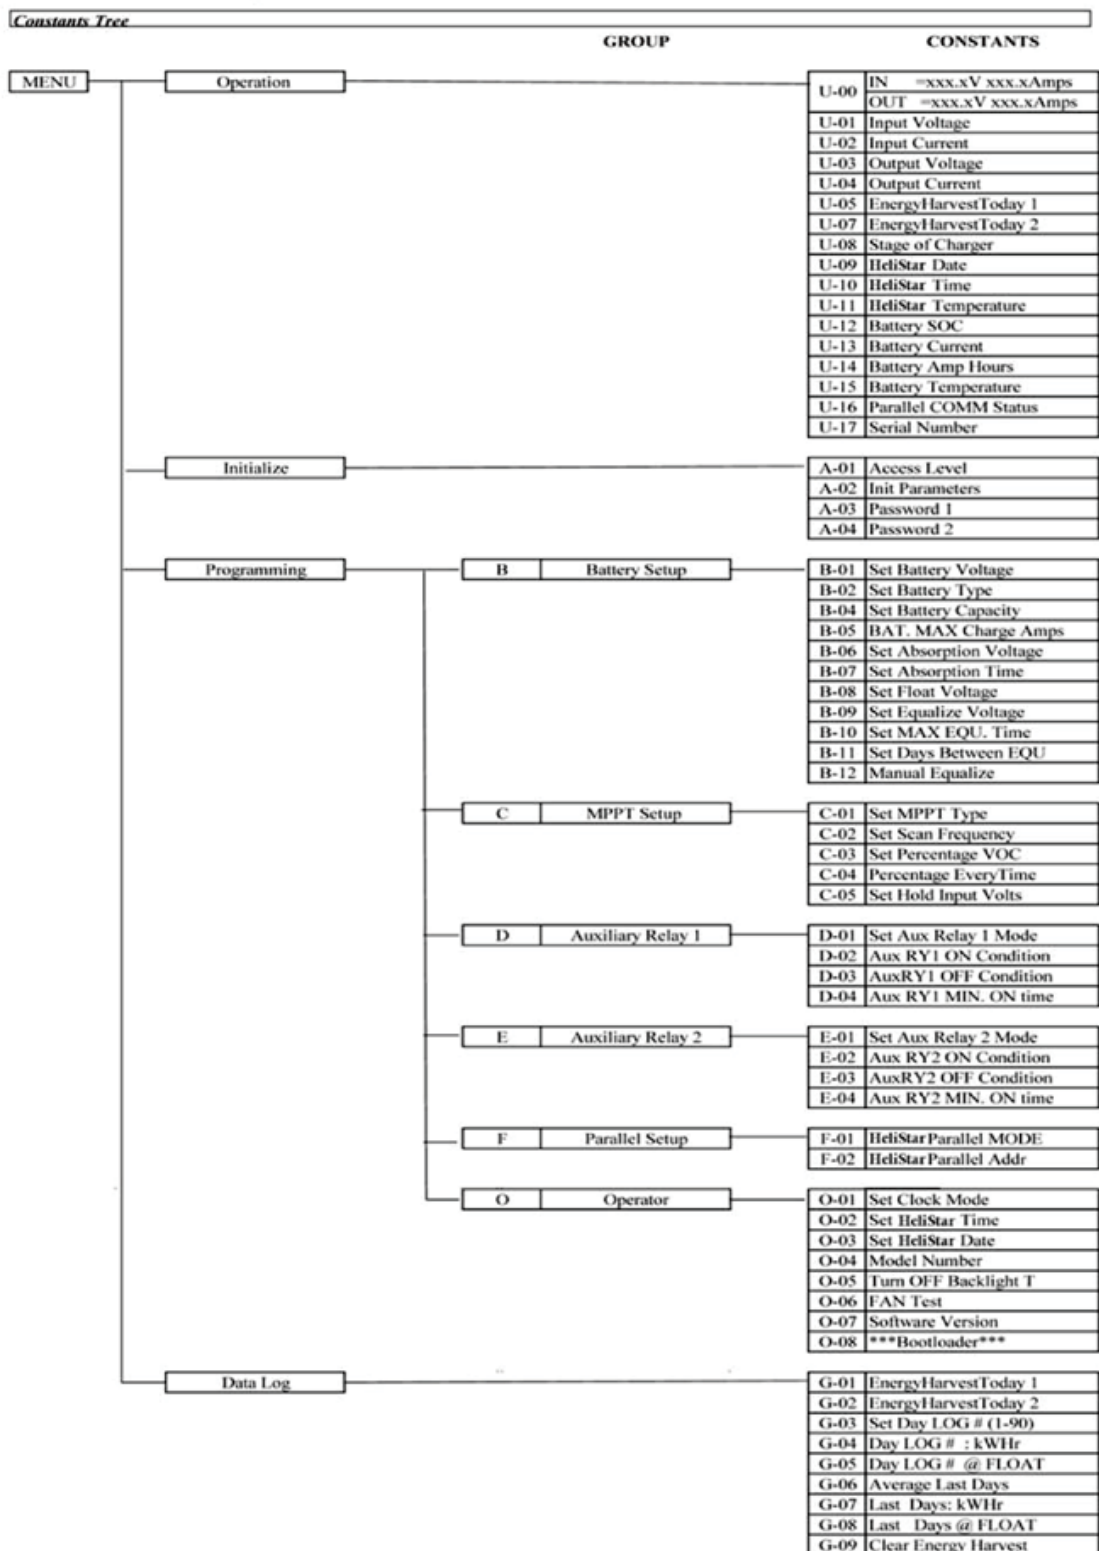 Constants Tree
GROUP CONSTANTS
MENU Operation U-00 IN =xxx.xV xxx.xAmps
OUT =xxx.xV xxx.xAmps
U-01 Input Voltage
U-02 Input Current
U-03 Output Voltage
U-04 Output Current
U-05 EnergyHarvestToday 1
U-07 EnergyHarvestToday 2
U-08 Stage of Charger
U-09 HeliStar Date
U-10 HeliStar Time
U-11 HeliStar Temperature
U-12 Battery SOC
U-13 Battery Current
U-14 Battery Amp Hours
U-15 Battery Temperature
U-16 Parallel COMM Status
U-17 Serial Number
Initialize A-01 Access Level
A-02 Init Parameters
A-03 Password 1
A-04 Password 2
Programming B Battery Setup B-01 Set Battery Voltage
B-02 Set Battery Type
B-04 Set Battery Capacity
B-05 BAT. MAX Charge Amps
B-06 Set Absorption Voltage
B-07 Set Absorption Time
B-08 Set Float Voltage
B-09 Set Equalize Voltage
B-10 Set MAX EQU. Time
B-11 Set Days Between EQU
B-12 Manual Equalize
C MPPT Setup C-01 Set MPPT Type
C-02 Set Scan Frequency
C-03 Set Percentage VOC
C-04 Percentage EveryTime
C-05 Set Hold Input Volts
D Auxiliary Relay 1 D-01 Set Aux Relay 1 Mode
D-02 Aux RY1 ON Condition
D-03 AuxRY1 OFF Condition
D-04 Aux RY1 MIN. ON time
E Auxiliary Relay 2 E-01 Set Aux Relay 2 Mode
E-02 Aux RY2 ON Condition
E-03 AuxRY2 OFF Condition
E-04 Aux RY2 MIN. ON time
F Parallel Setup F-01 HeliStar Parallel MODE
F-02 HeliStar Parallel Addr
O Operator O-01 Set Clock Mode
O-02 Set HeliStar Time
O-03 Set HeliStar Date
O-04 Model Number
O-05 Turn OFF Backlight T
O-06 FAN Test
O-07 Software Version
O-08 ***Bootloader***
Data Log G-01 EnergyHarvestToday 1
G-02 EnergyHarvestToday 2
G-03 Set Day LOG # (1-90)
G-04 Day LOG # : kWHr
G-05 Day LOG # @ FLOAT
G-06 Average Last Days
G-07 Last Days: kWHr
G-08 Last Days @ FLOAT
G-09 Clear Energy Harvest